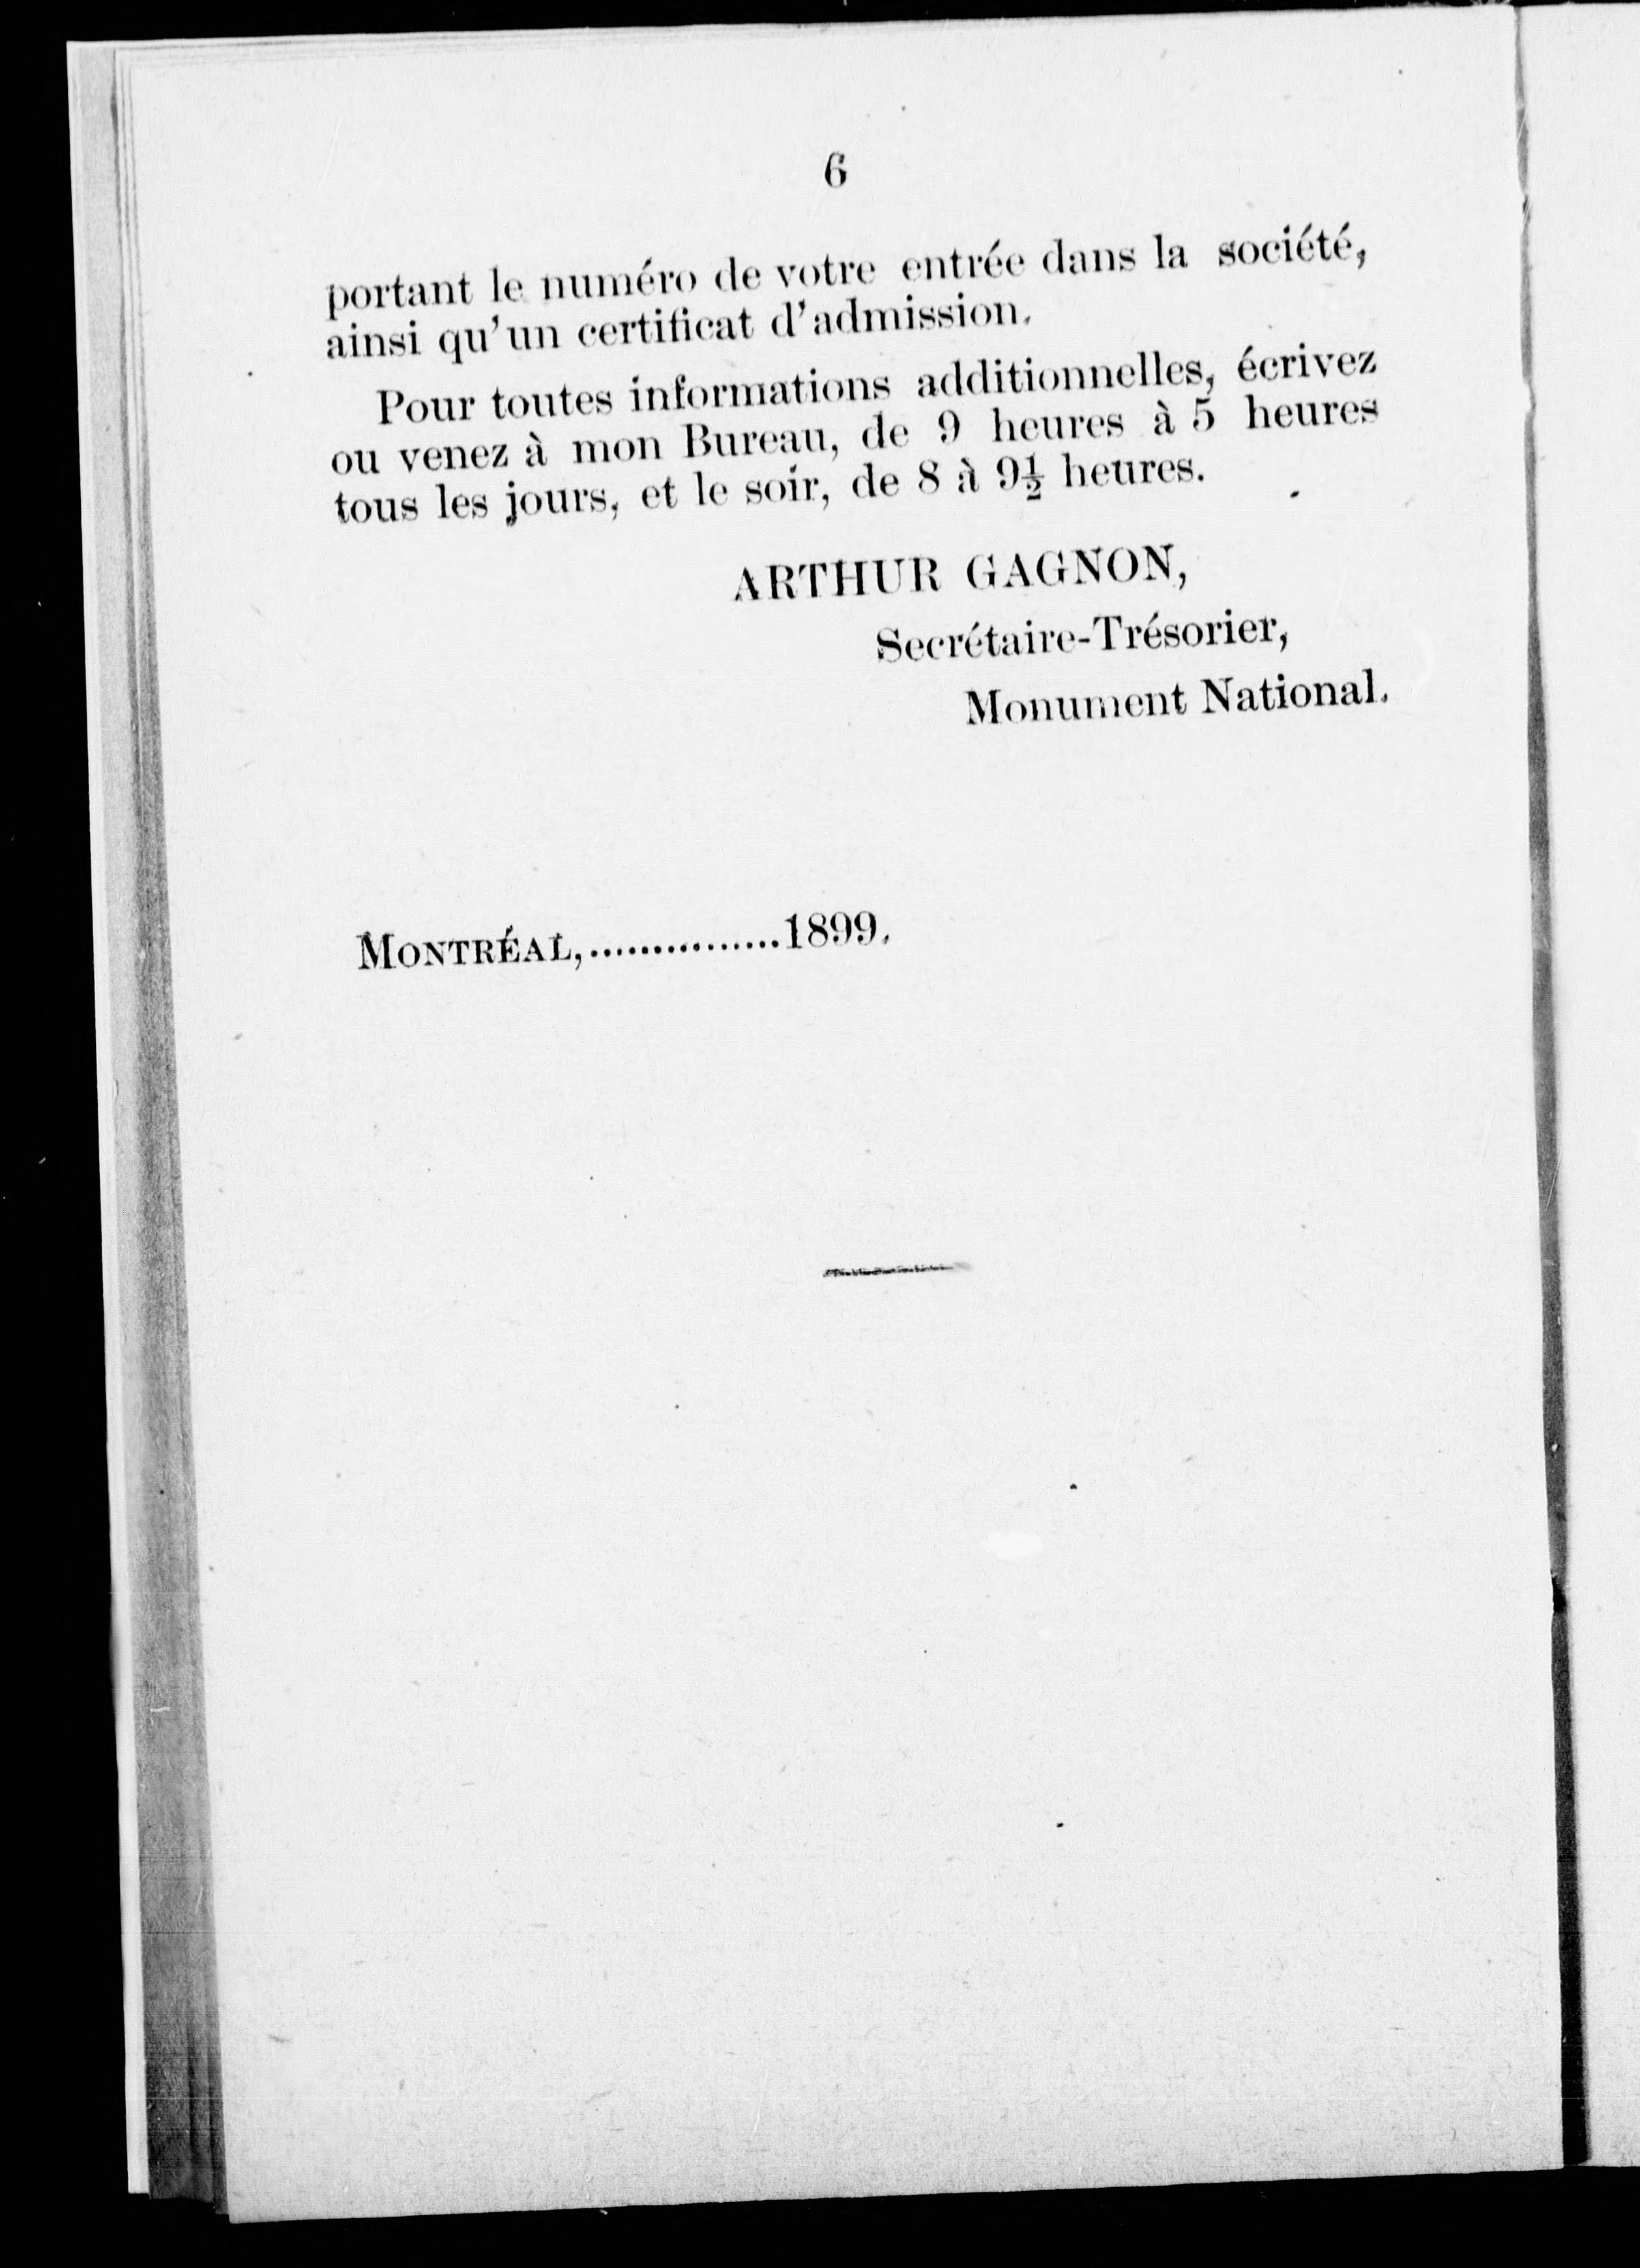 6
portant le numéro de votre entrée dans la société,
ainsi qu'un certificat d'admission.
Pour toutes informations additionnelles, écrivez
ou venez à mon Bureau, de 9 heures à 5 heures
tous les jours, et le soir, de 8 à 9½ heures.
ARTHUR GAGNON,
Secrétaire-Trésorier,
Monument National.
MONTRÉAL,................1899.